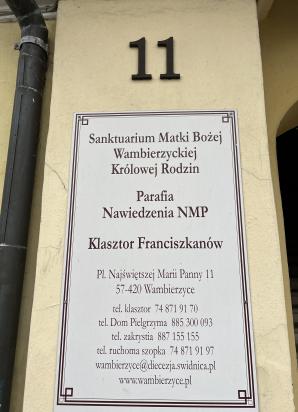 11
Sanktuarium Matki Bożej
Wambierzyckiej
Królowej Rodzin
Parafia
Nawiedzenia NMP
Klasztor Franciszkanów
Pl. Najświętszej Marii Panny 11
57-420 Wambierzyce
tel. klasztor 74 871 91 70
tel. Dom Pielgrzyma 885 300 093
tel. zakrystia 887 155 155
tel. ruchoma szopka 74 871 91 97
wambierzyce@diecezja.swidnica.pl
www.wambierzyce.pl